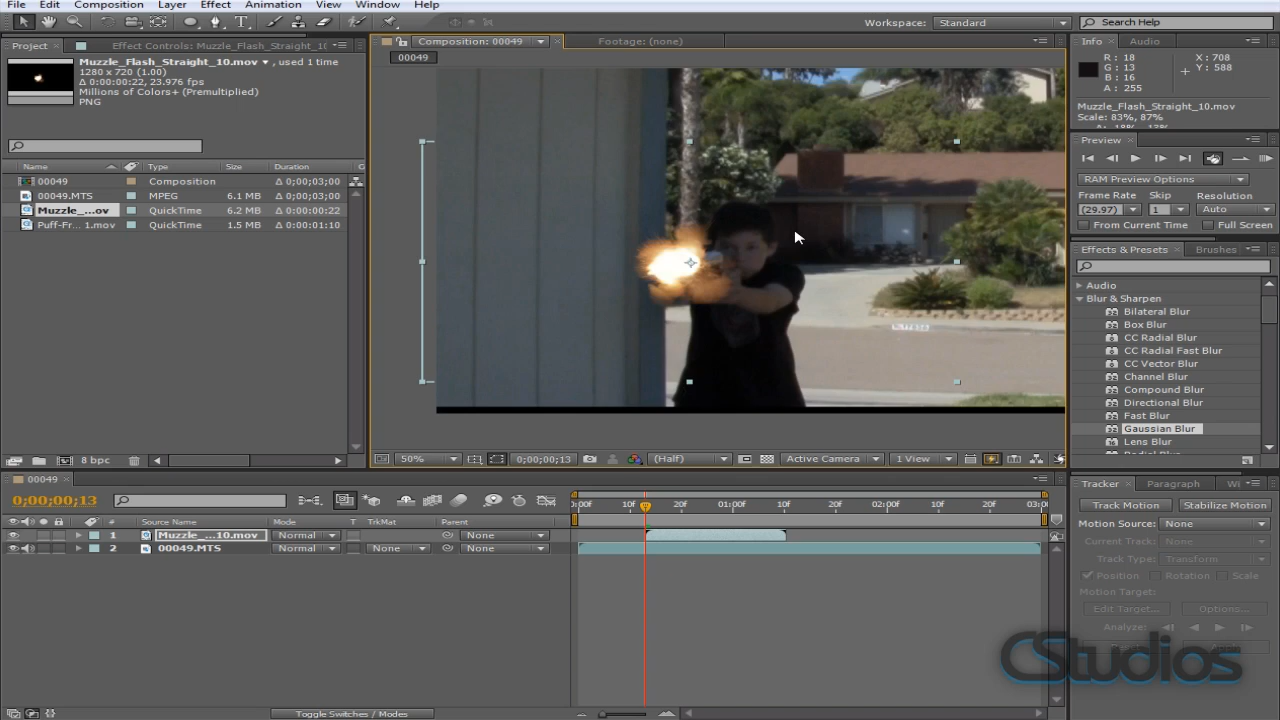 File Edit Composition Layer Effect Animation View Window Help
Workspace: Standard Search Help
Project Effect Controls: Muzzle_Flash_Straight_10
Muzzle_Flash_Straight_10.mov , used 1 time
1280 x 720 (1.00)
Δ 0:00:00:22, 23.976 fps
Millions of Colors+ (Premultiplied)
PNG
Name Type Size Duration
00049 Composition Δ 0;00;03;00
00049.MTS MPEG 6.1 MB Δ 0;00;03;00
Muzzle_...ov QuickTime 6.2 MB Δ 0:00:00:22
Puff-Fr... 1.mov QuickTime 1.5 MB Δ 0:00:01:10
8 bpc
Composition: 00049 Footage: (none)
00049
50% 0;00;00;13 (Half) Active Camera 1 View
Info Audio
R : 18 X : 708
G : 13 Y : 588
B : 16
A : 255
Muzzle_Flash_Straight_10.mov
Scale: 83%, 87%
Preview
RAM Preview Options
Frame Rate Skip Resolution
(29.97) 1 Auto
From Current Time Full Screen
Effects & Presets Brushes
Audio
Blur & Sharpen
Bilateral Blur
Box Blur
CC Radial Blur
CC Radial Fast Blur
CC Vector Blur
Channel Blur
Compound Blur
Directional Blur
Fast Blur
Gaussian Blur
Lens Blur
00049
0;00;00;13
# Source Name Mode T TrkMat Parent
1 Muzzle_...10.mov Normal None
2 00049.MTS Normal None None
:00f 10f 20f 01:00f 10f 20f 02:00f 10f 20f 03:0
Toggle Switches / Modes
Tracker Paragraph Wi
Track Motion Stabilize Motion
Motion Source: None
Current Track: None
Track Type: Transform
Position Rotation Scale
Motion Target:
Edit Target... Options...
Analyze:
CStudios